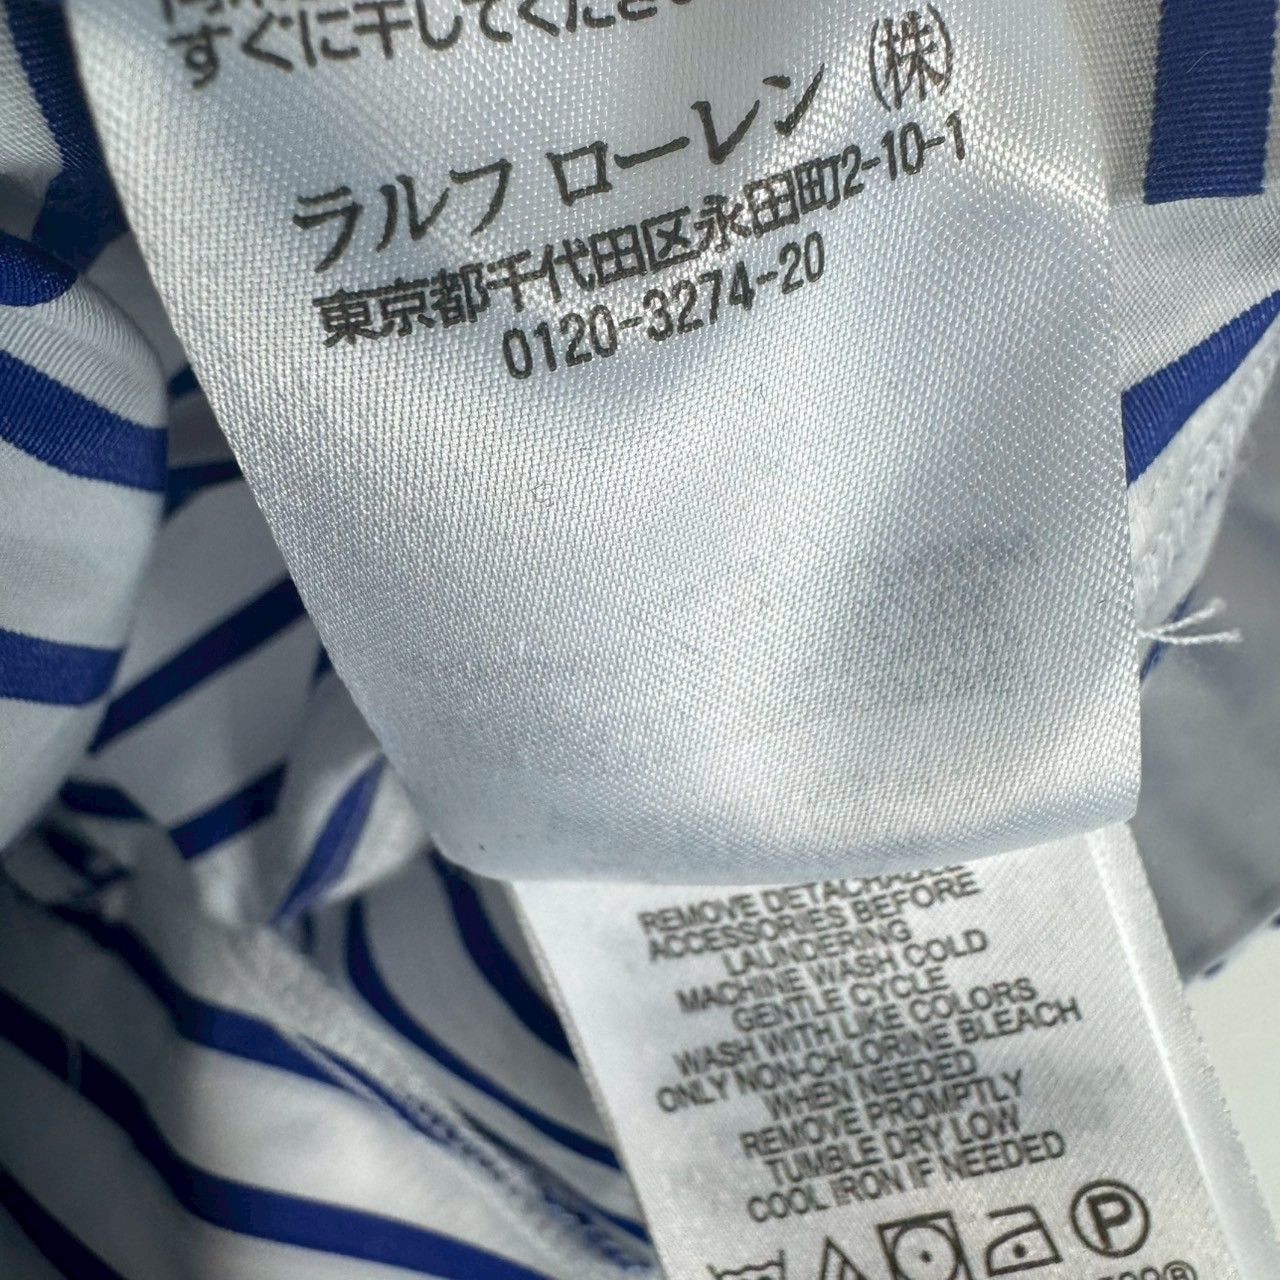 すぐに干してください
ラルフ ローレン (株)
東京都千代田区永田町2-10-1
0120-3274-20
REMOVE DETACHABLE
ACCESSORIES BEFORE
LAUNDERING
MACHINE WASH COLD
GENTLE CYCLE
WASH WITH LIKE COLORS
ONLY NON-CHLORINE BLEACH
WHEN NEEDED
REMOVE PROMPTLY
TUMBLE DRY LOW
COOL IRON IF NEEDED
P